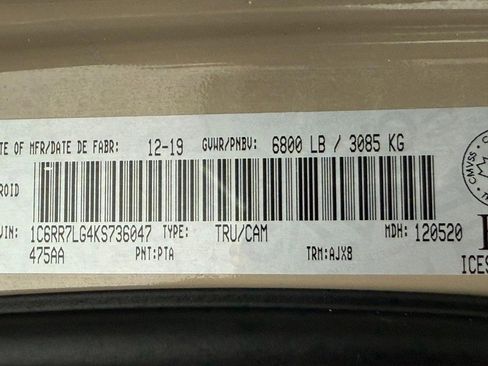 TE OF MFR/DATE DE FABR: 12-19 GVWR/PNBV: 6800 LB / 3085 KG
ROID
VIN: 1C6RR7LG4KS736047 TYPE: TRU/CAM MDH: 120520
475AA PNT:PTA TRM:AJX8
CMVSS
ICES